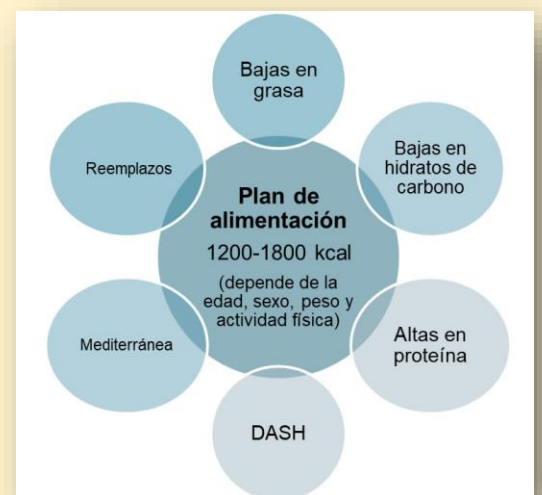 Bajas en
grasa
Bajas en
hidratos de
carbono
Altas en
proteína
DASH
Mediterránea
Reemplazos
Plan de
alimentación
1200-1800 kcal
(depende de la
edad, sexo, peso y
actividad física)